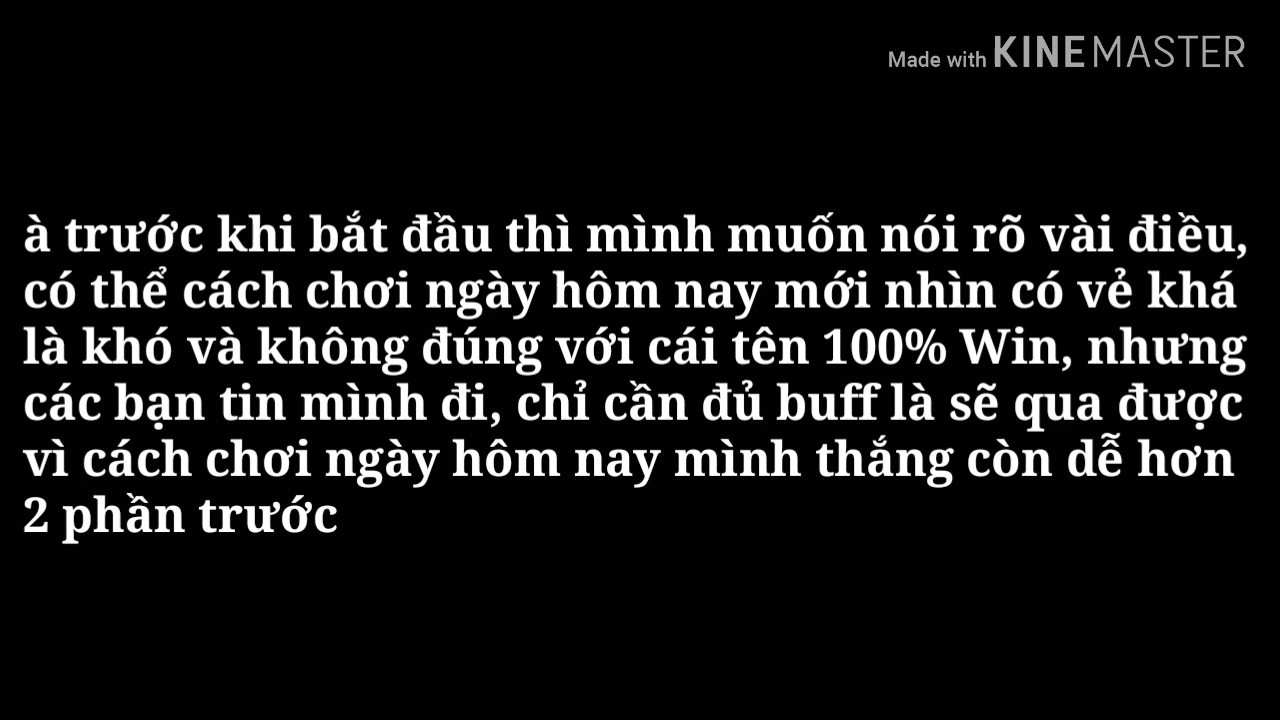 Made with KINEMASTER
à trước khi bắt đầu thì mình muốn nói rõ vài điều,
có thể cách chơi ngày hôm nay mới nhìn có vẻ khá
là khó và không đúng với cái tên 100% Win, nhưng
các bạn tin mình đi, chỉ cần đủ buff là sẽ qua được
vì cách chơi ngày hôm nay mình thắng còn dễ hơn
2 phần trước